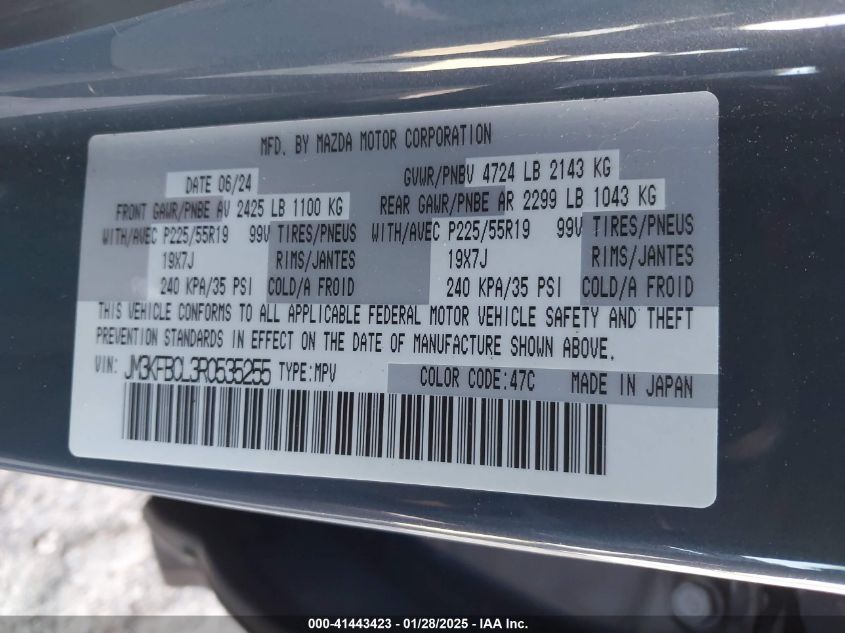 MFD. BY MAZDA MOTOR CORPORATION
DATE 06/24 GVWR/PNBV 4724 LB 2143 KG
FRONT GAWR/PNBE AV 2425 LB 1100 KG REAR GAWR/PNBE AR 2299 LB 1043 KG
WITH/AVEC P225/55R19 99V TIRES/PNEUS WITH/AVEC P225/55R19 99V TIRES/PNEUS
19X7J RIMS/JANTES 19X7J RIMS/JANTES
240 KPA/35 PSI COLD/A FROID 240 KPA/35 PSI COLD/A FROID
THIS VEHICLE CONFORMS TO ALL APPLICABLE FEDERAL MOTOR VEHICLE SAFETY AND THEFT
PREVENTION STANDARDS IN EFFECT ON THE DATE OF MANUFACTURE SHOWN ABOVE.
VIN: JM3KFBCL3R0535255 TYPE:MPV COLOR CODE:47C MADE IN JAPAN
000-41443423 - 01/28/2025 - IAA Inc.